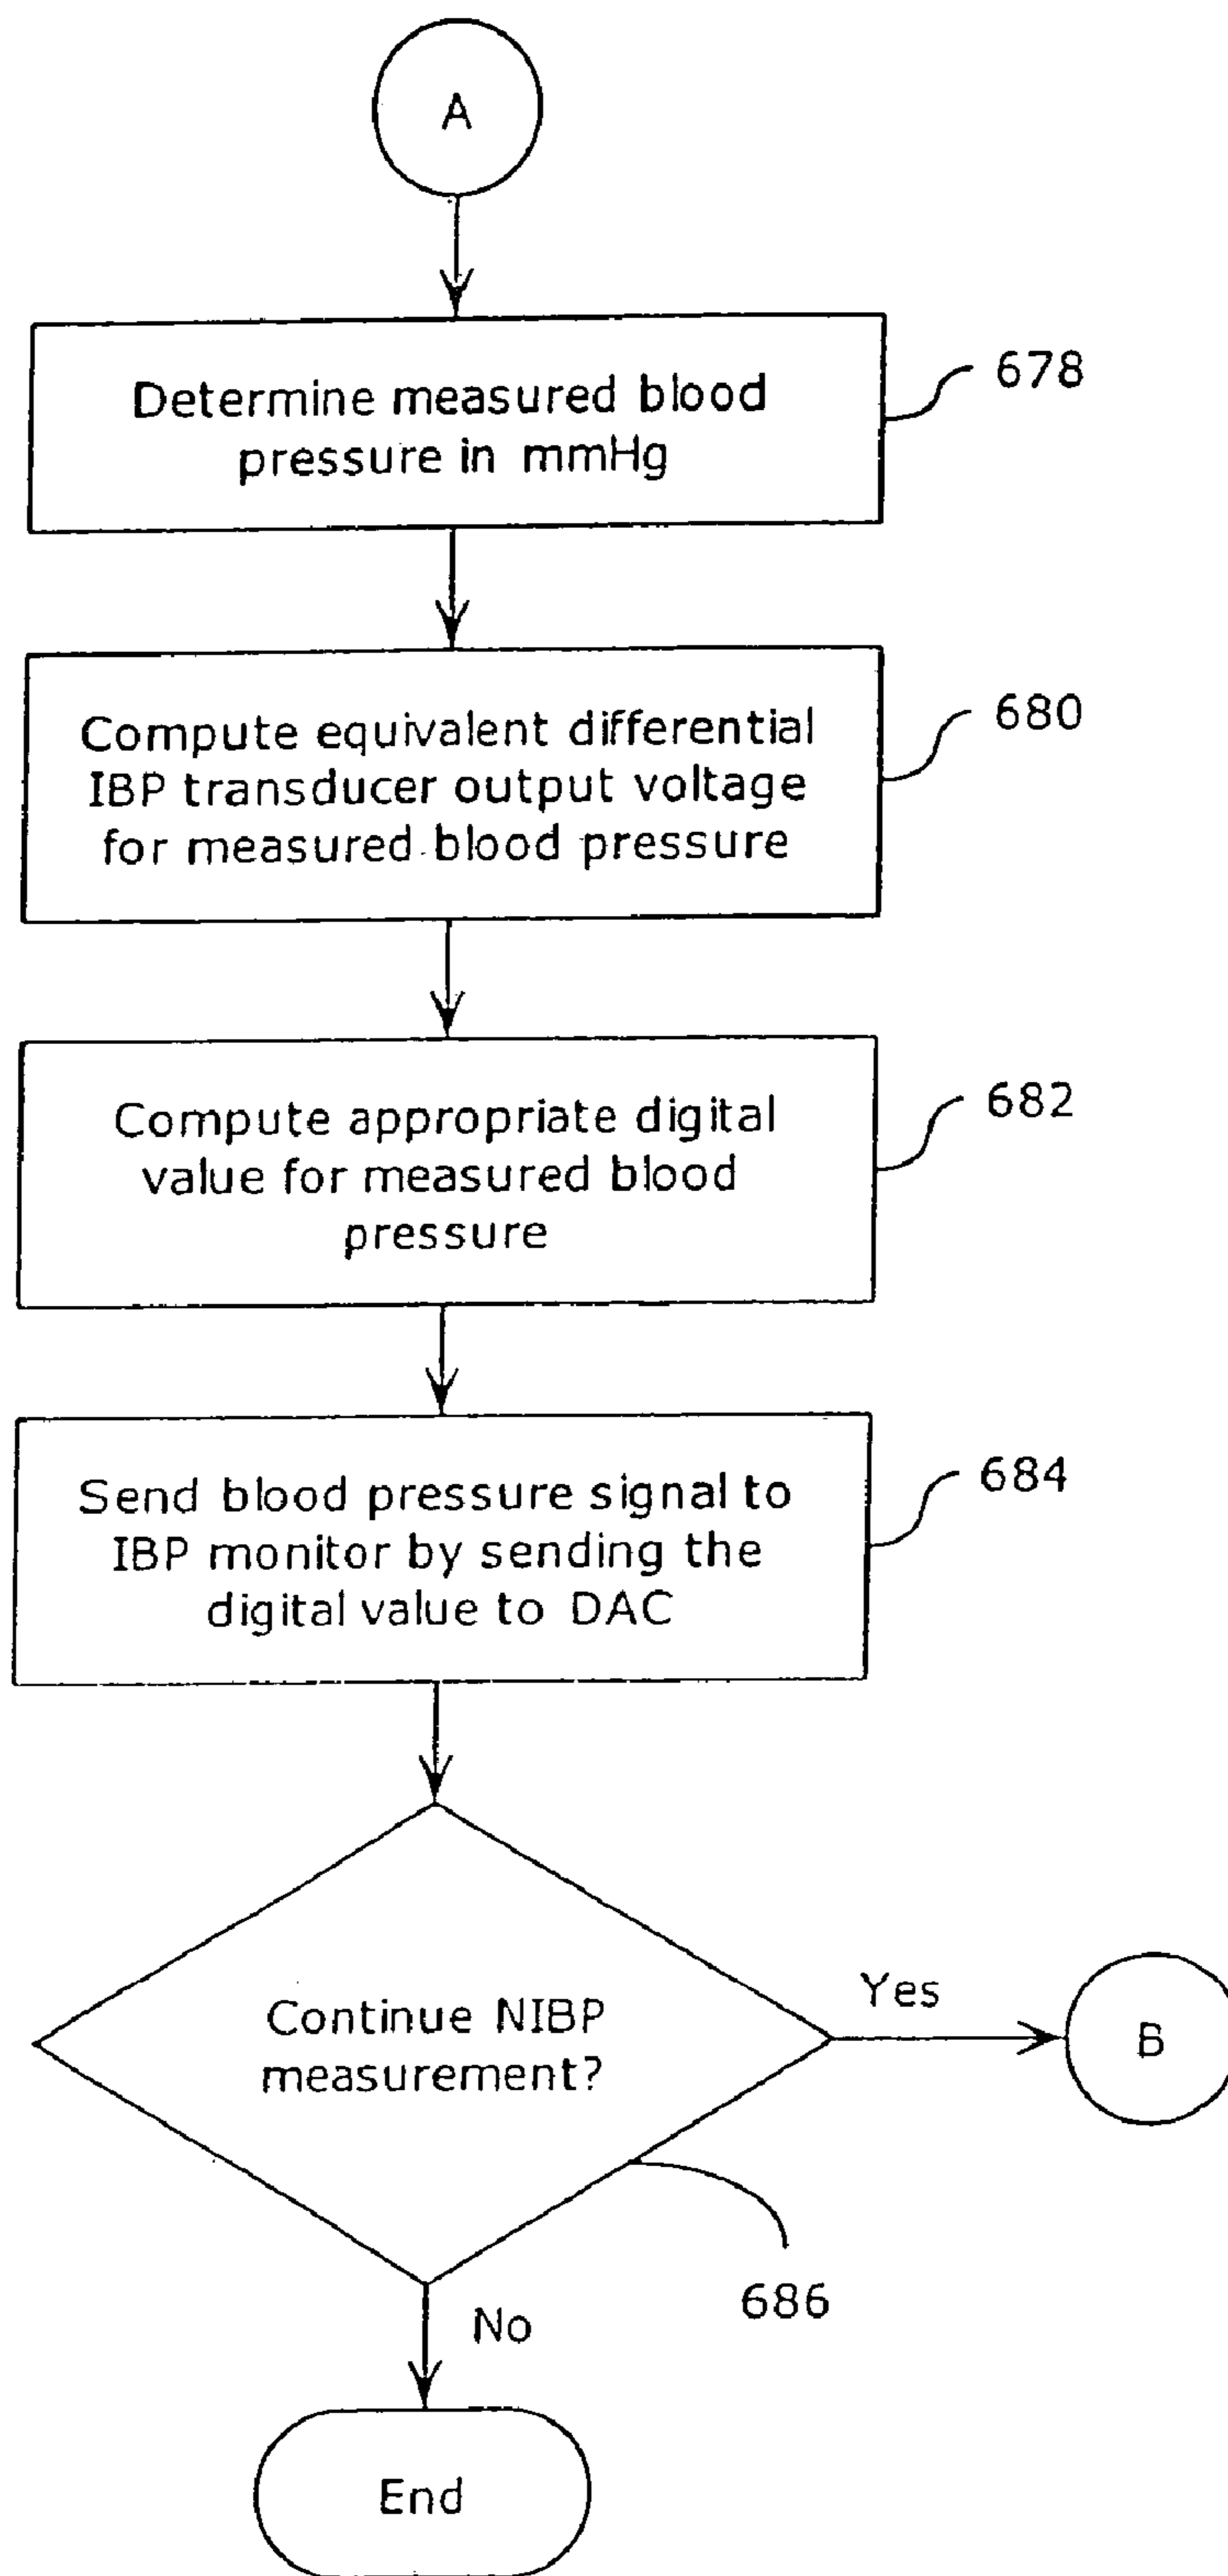 A
Determine measured blood
pressure in mmHg
678
Compute equivalent differential
IBP transducer output voltage
for measured blood pressure
680
Compute appropriate digital
value for measured blood
pressure
682
Send blood pressure signal to
IBP monitor by sending the
digital value to DAC
684
Continue NIBP
measurement?
Yes
B
686
No
End